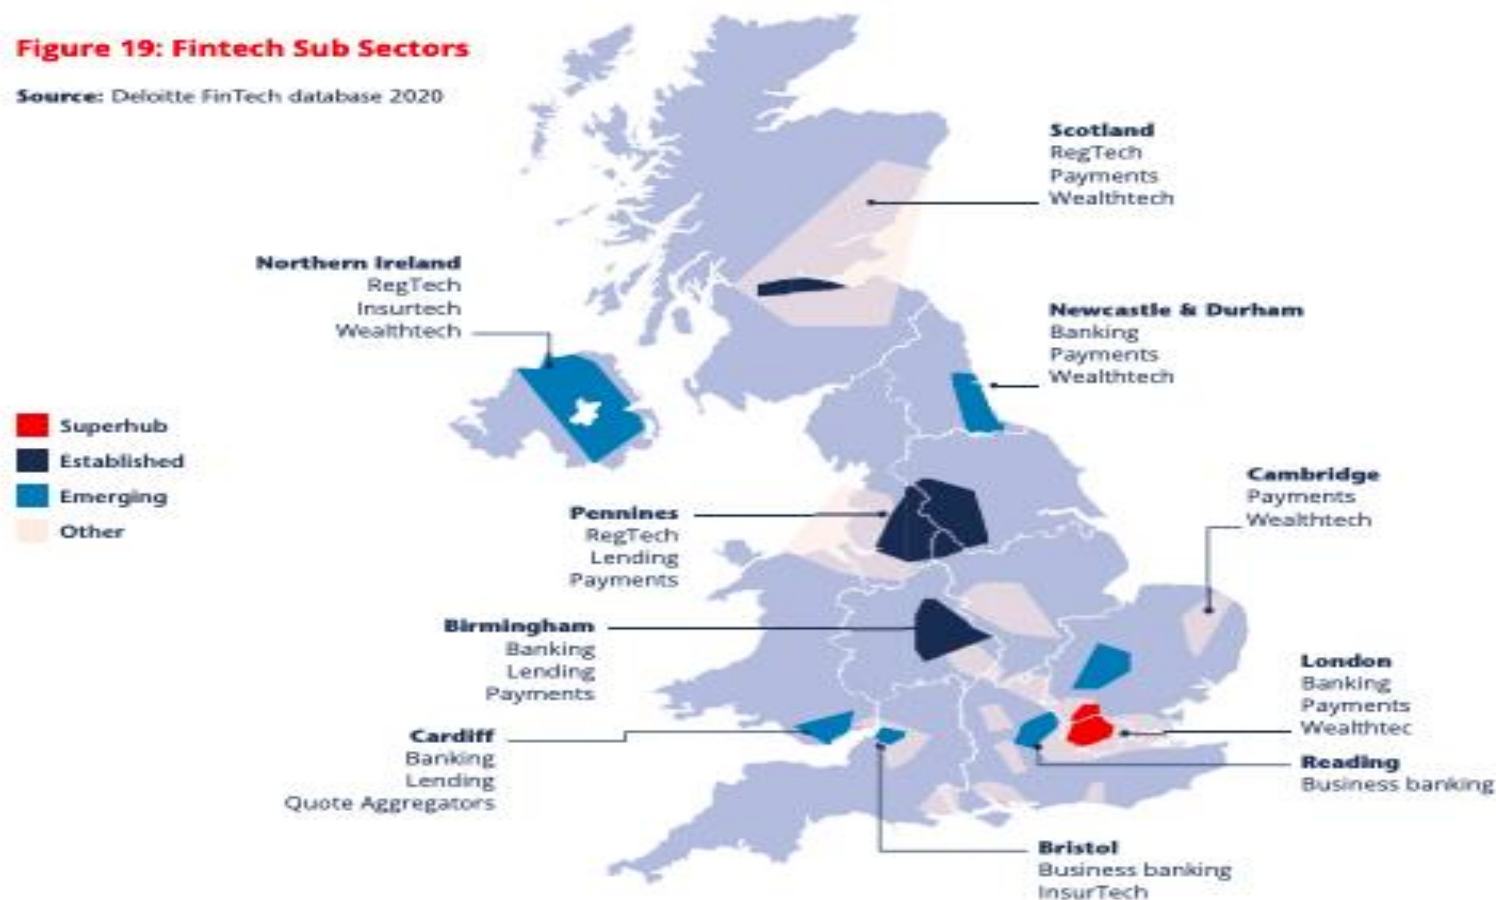 Figure 19: Fintech Sub Sectors
Source: Deloitte FinTech database 2020
Scotland
RegTech
Payments
Wealthtech
Northern Ireland
RegTech
Insurtech
Wealthtech
Newcastle & Durham
Banking
Payments
Wealthtech
Superhub
Established
Emerging
Other
Cambridge
Payments
Wealthtech
Pennines
RegTech
Lending
Payments
Birmingham
Banking
Lending
Payments
London
Banking
Payments
Wealthtec
Cardiff
Banking
Lending
Quote Aggregators
Reading
Business banking
Bristol
Business banking
InsurTech